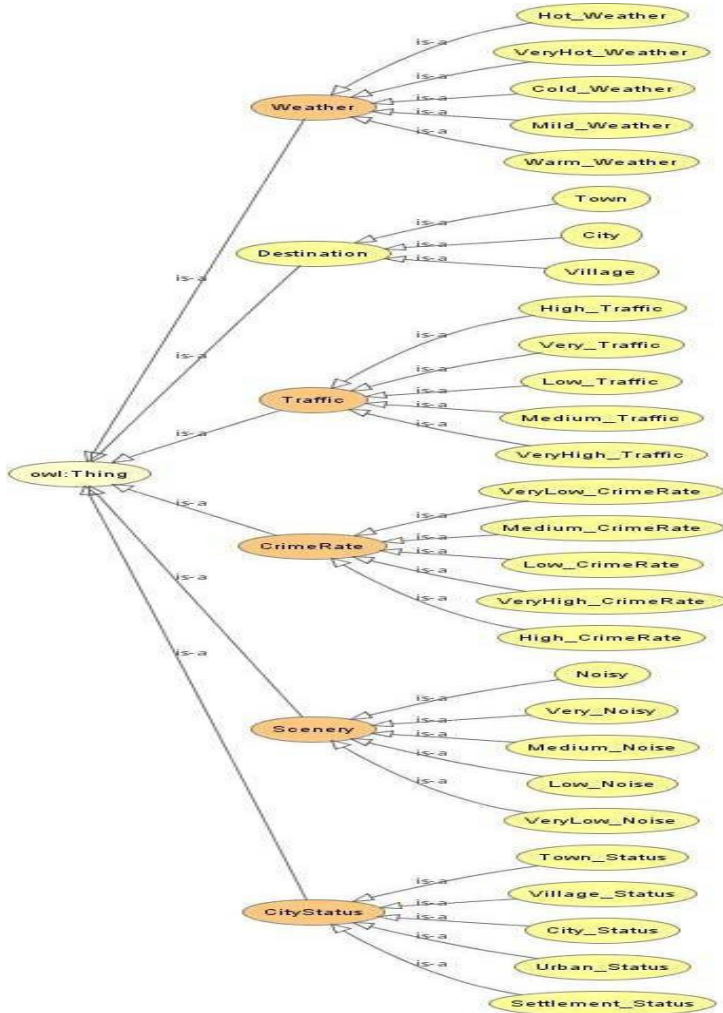 Hot_Weather
is-a
VeryHot_Weather
is-a
Cold_Weather
Weather
is-a
is-a
Mild_Weather
is-a
Warm_Weather
Town
is-a
City
Destination
is-a
is-a
Village
is-a
High_Traffic
is-a
is-a
Very_Traffic
is-a
Low_Traffic
Traffic
is-a
is-a
Medium_Traffic
is-a
is-a
VeryHigh_Traffic
owl:Thing
VeryLow_CrimeRate
is-a
is-a
Medium_CrimeRate
is-a
CrimeRate
is-a
Low_CrimeRate
is-a
is-a
VeryHigh_CrimeRate
is-a
High_CrimeRate
Noisy
is-a
Very_Noisy
is-a
Scenery
is-a
is-a
Medium_Noise
is-a
Low_Noise
is-a
VeryLow_Noise
Town_Status
is-a
Village_Status
is-a
CityStatus
is-a
City_Status
is-a
Urban_Status
is-a
Settlement_Status